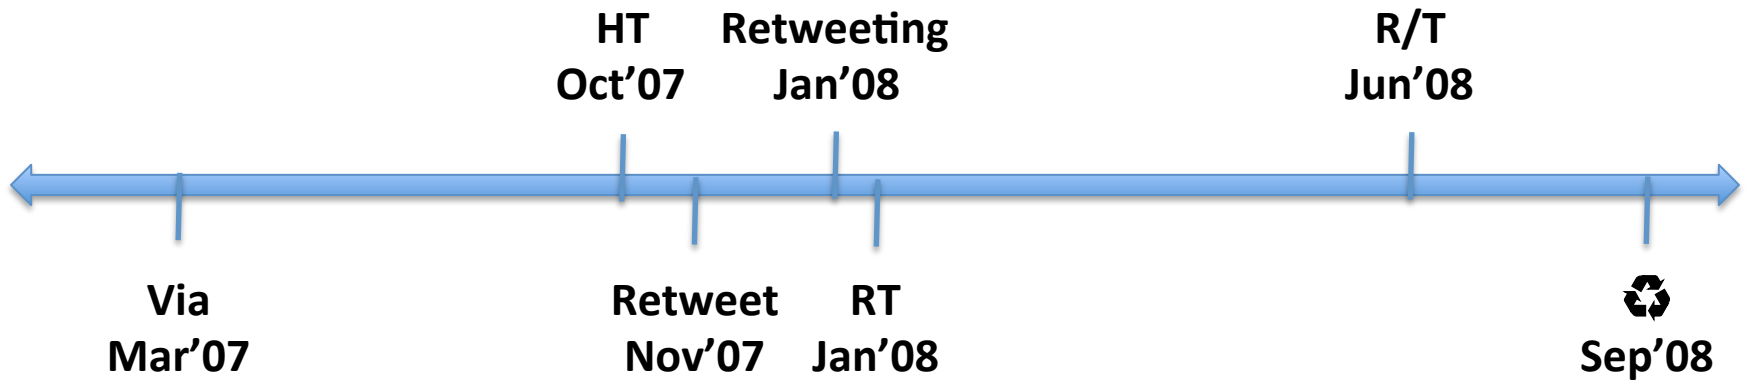 HT
Oct’07
Retweeting
Jan’08
R/T
Jun’08
Via
Mar’07
Retweet
Nov’07
RT
Jan’08
♻
Sep’08